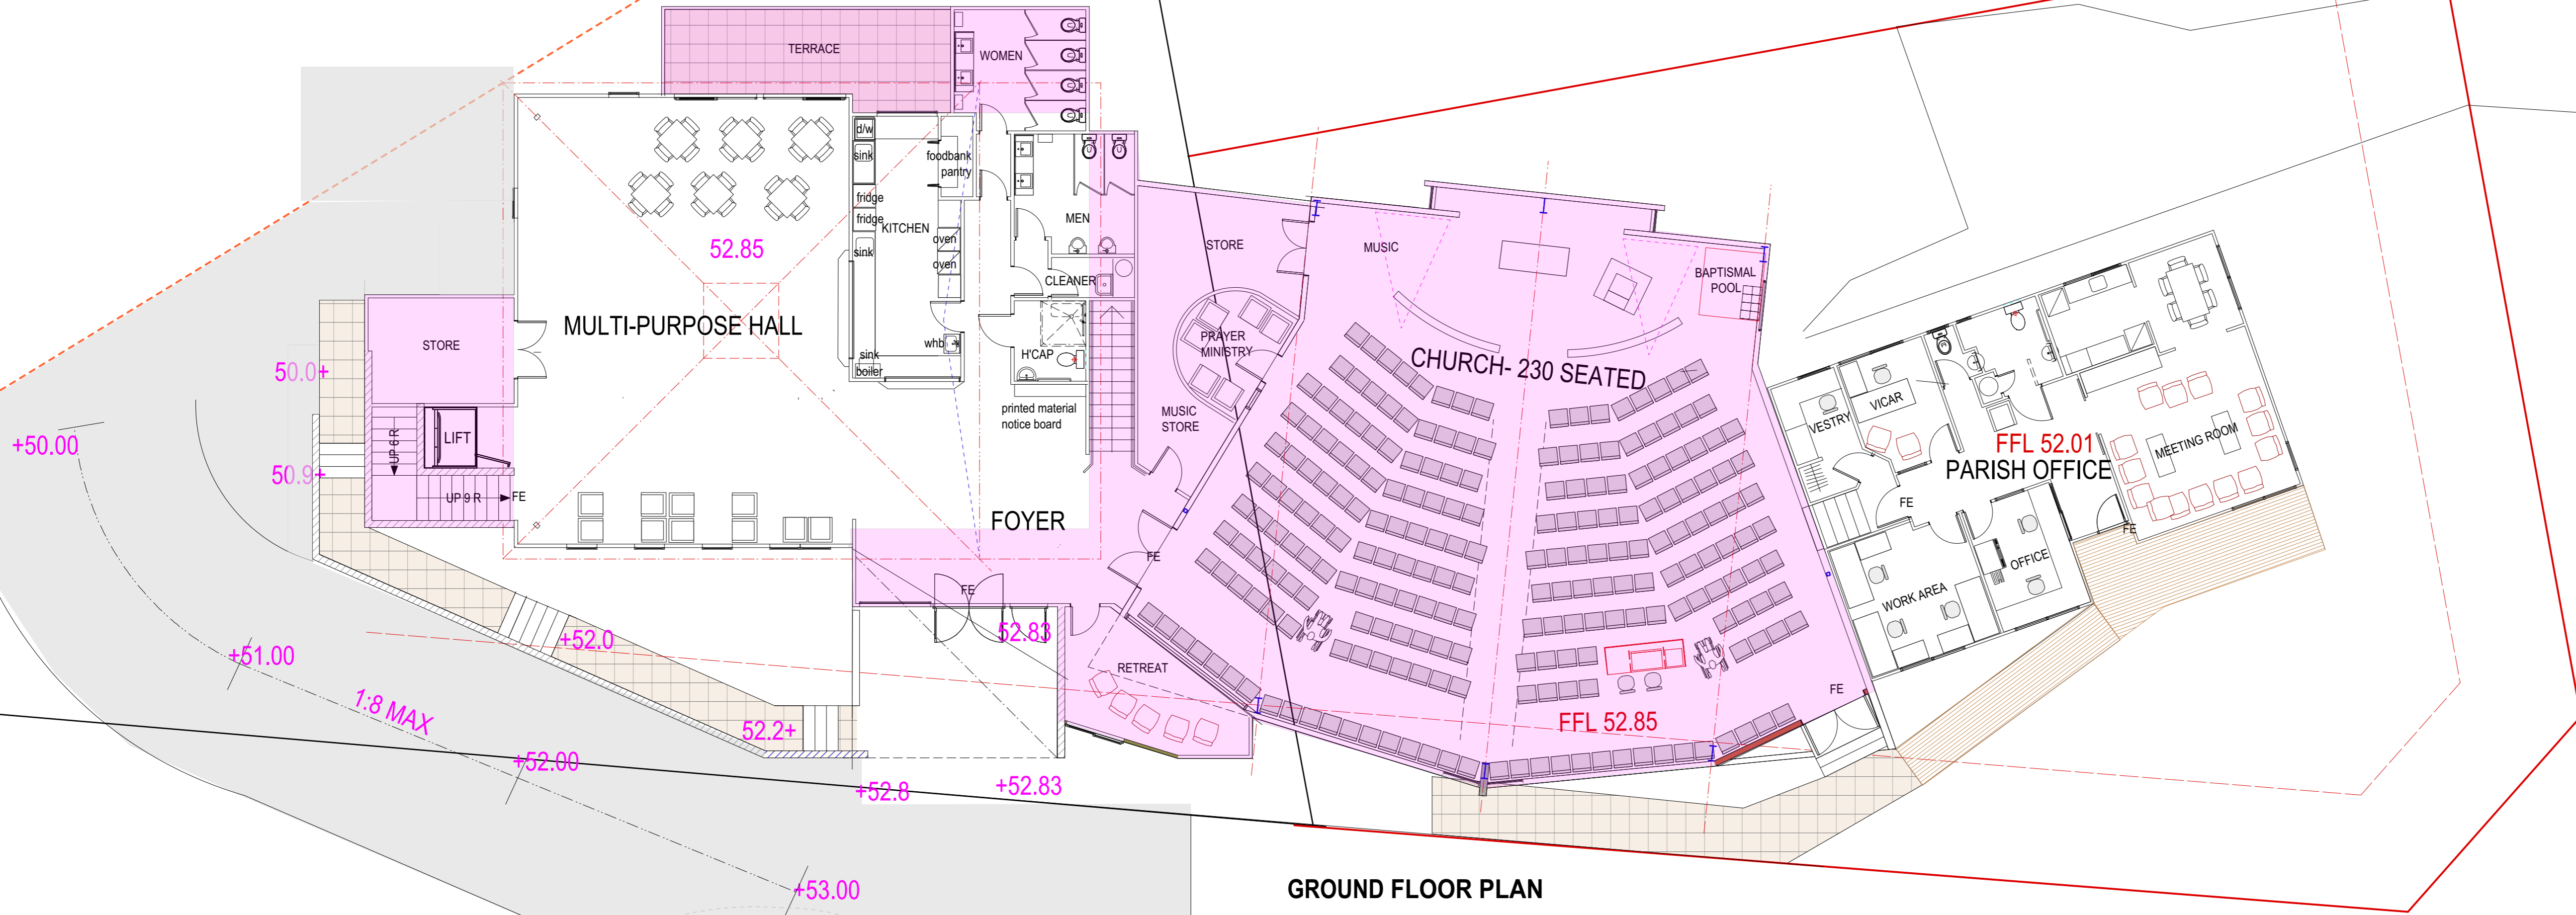 TERRACE
WOMEN
d/w
sink
foodbank
pantry
fridge
fridge
KITCHEN
oven
oven
sink
MEN
CLEANER
52.85
MULTI-PURPOSE HALL
STORE
whb
H'CAP
sink
boiler
printed material
notice board
LIFT
UP 6 R
UP 9 R
FE
50.0+
50.9+
+50.00
FOYER
FE
FE
STORE
MUSIC
BAPTISMAL
POOL
PRAYER
MINISTRY
MUSIC
STORE
CHURCH- 230 SEATED
VESTRY
VICAR
FFL 52.01
PARISH OFFICE
MEETING ROOM
FE
FE
OFFICE
WORK AREA
FE
FFL 52.85
52.83
RETREAT
+52.0
+51.00
1:8 MAX
52.2+
+52.00
+52.8
+52.83
+53.00
GROUND FLOOR PLAN